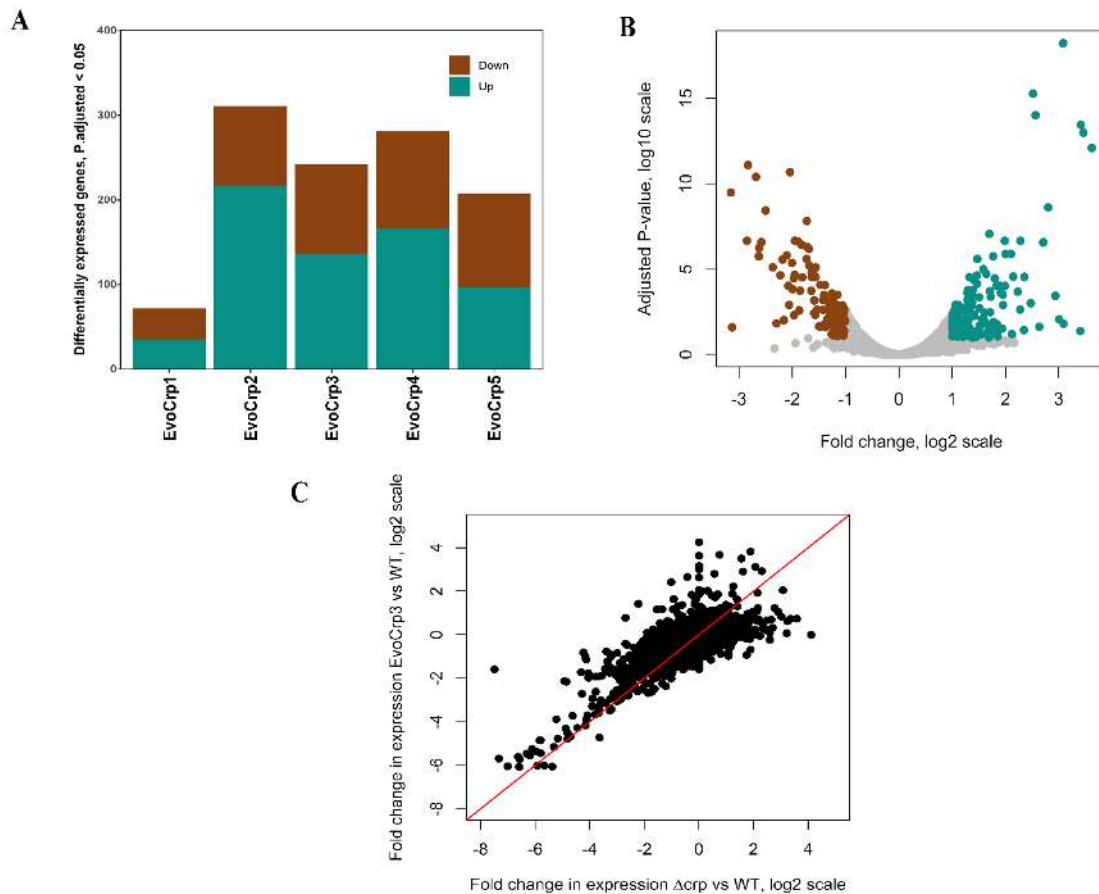 A
Differentially expressed genes, P.adjusted < 0.05
400
300
200
100
0
Down
Up
EvoCrp1
EvoCrp2
EvoCrp3
EvoCrp4
EvoCrp5
B
Adjusted P-value, log10 scale
15
10
5
0
-3 -2 -1 0 1 2 3
Fold change, log2 scale
C
Fold change in expression EvoCrp3 vs WT, log2 scale
4
2
0
-2
-4
-6
-8
-8 -6 -4 -2 0 2 4
Fold change in expression Δcrp vs WT, log2 scale